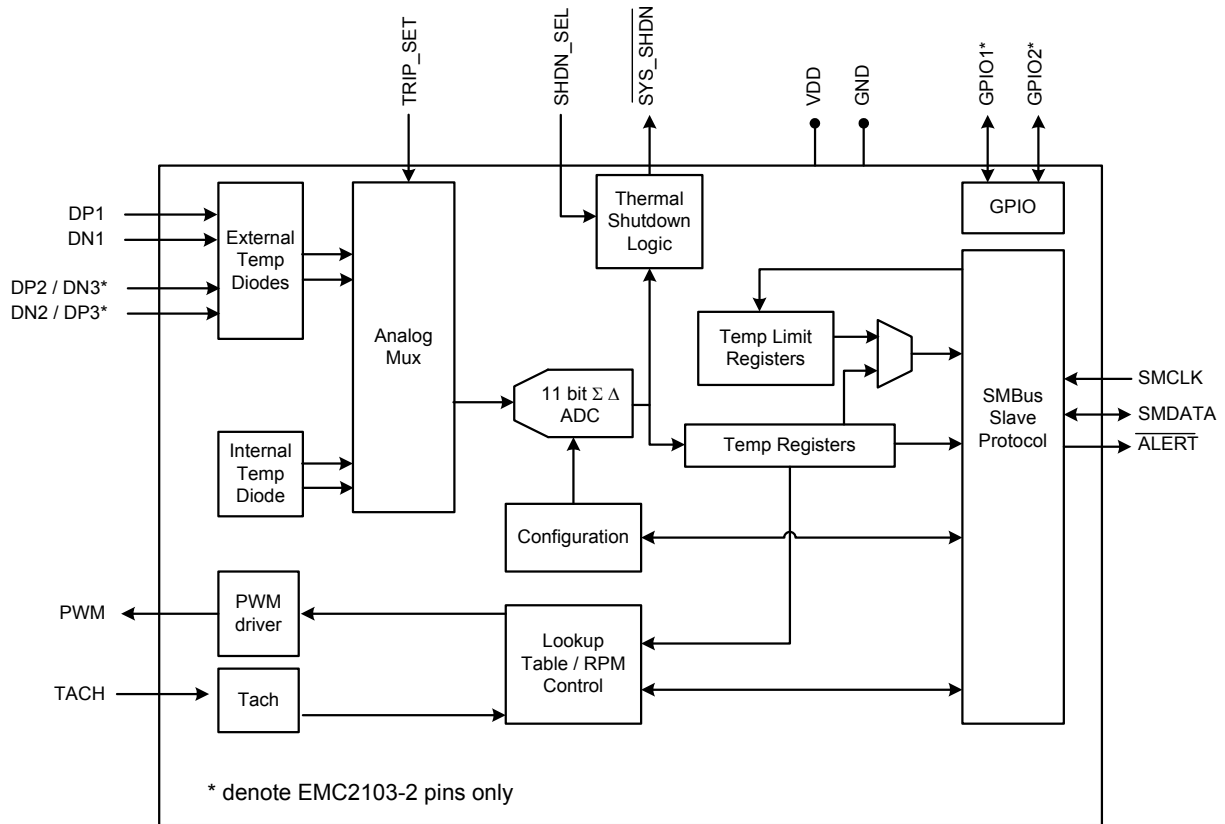 TRIP_SET
SHDN_SEL
SYS_SHDN
VDD
GND
GPIO1*
GPIO2*
DP1
DN1
DP2 / DN3*
DN2 / DP3*
External
Temp
Diodes
Analog
Mux
Thermal
Shutdown
Logic
GPIO
Temp Limit
Registers
11 bit Σ Δ
ADC
SMBus
Slave
Protocol
SMCLK
SMDATA
ALERT
Temp Registers
Internal
Temp
Diode
Configuration
PWM
PWM
driver
Lookup
Table / RPM
Control
TACH
Tach
* denote EMC2103-2 pins only